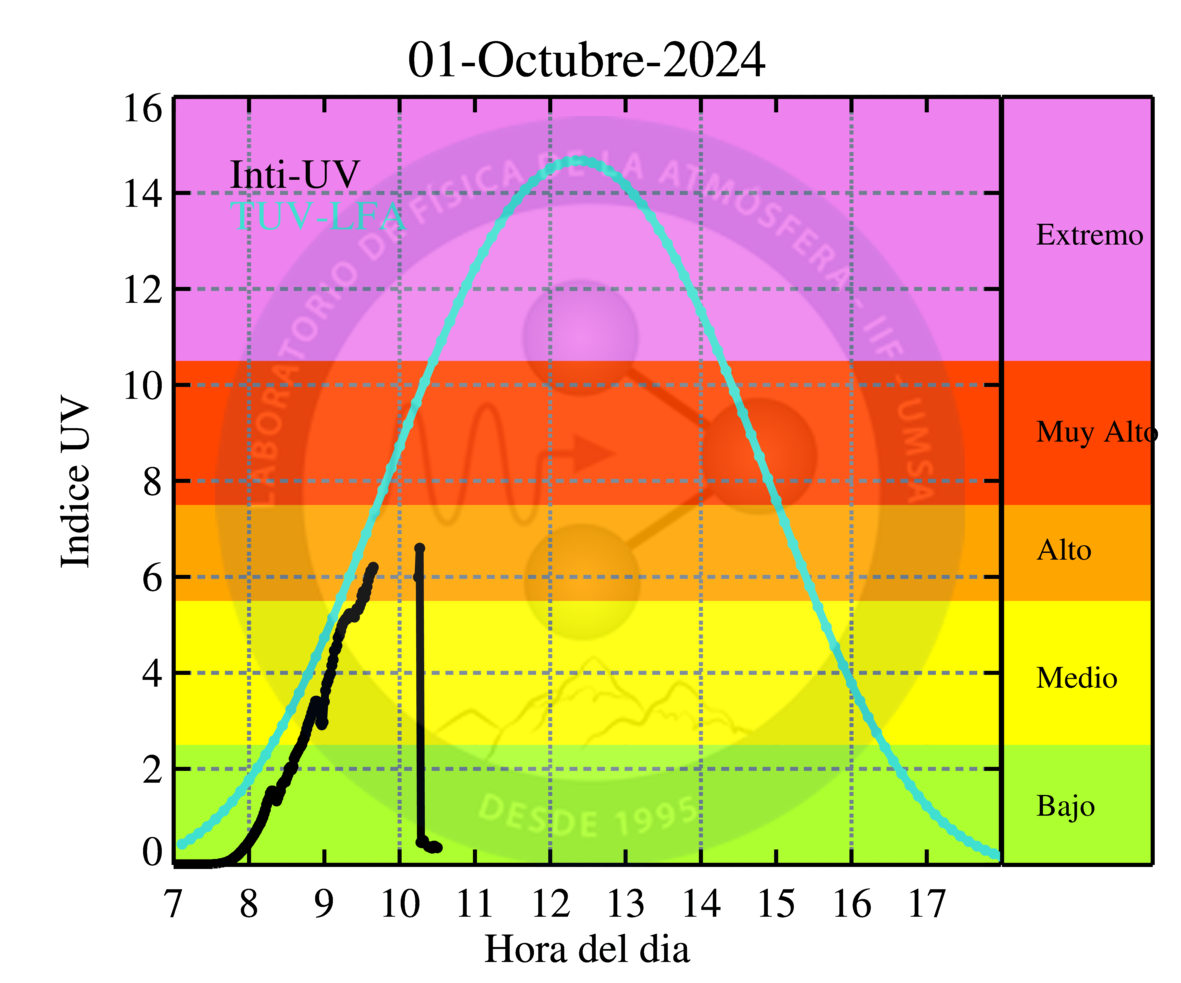 01-Octubre-2024
Inti-UV
TUV-LFA
LABORATORIO DE FÍSICA DE LA ATMÓSFERA - IIF - UMSA
DESDE 1995
Indice UV
16
14
12
10
8
6
4
2
0
Extremo
Muy Alto
Alto
Medio
Bajo
7 8 9 10 11 12 13 14 15 16 17
Hora del dia